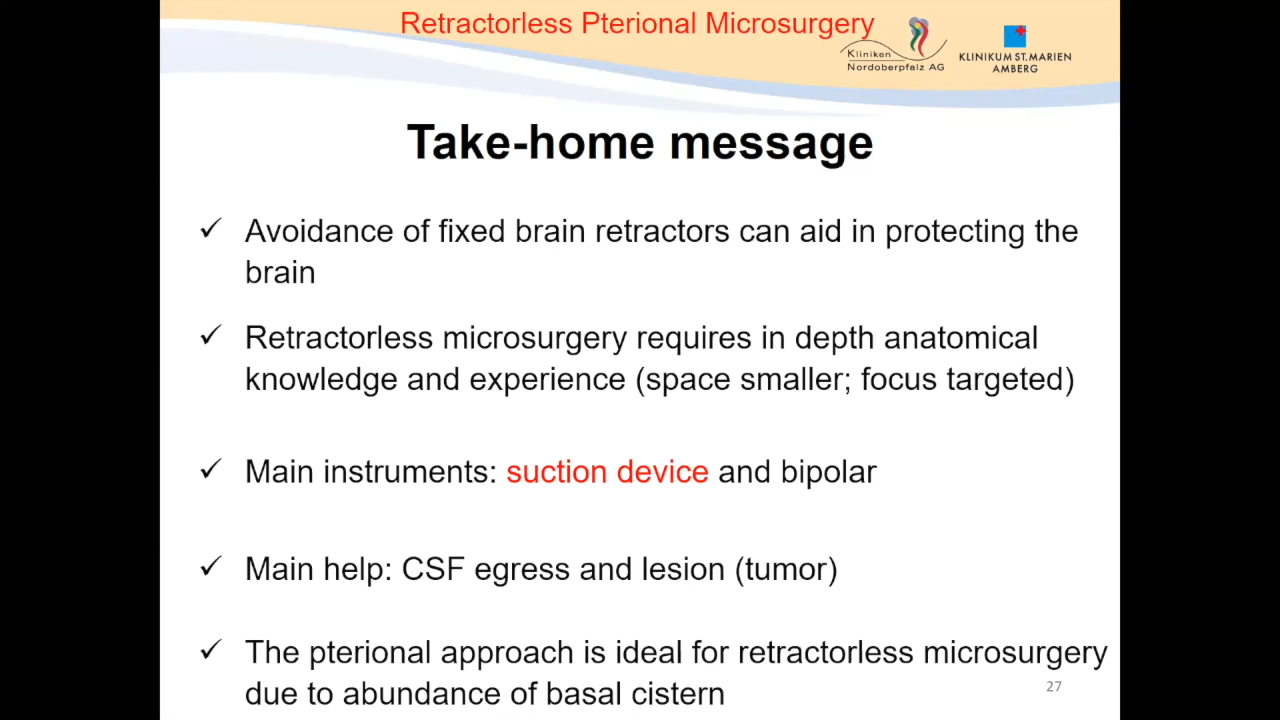 Retractorless Pterional Microsurgery
Kliniken
Nordoberpfalz AG
KLINIKUM ST. MARIEN
AMBERG
Take-home message
✓ Avoidance of fixed brain retractors can aid in protecting the
brain
✓ Retractorless microsurgery requires in depth anatomical
knowledge and experience (space smaller; focus targeted)
✓ Main instruments: suction device and bipolar
✓ Main help: CSF egress and lesion (tumor)
✓ The pterional approach is ideal for retractorless microsurgery
due to abundance of basal cistern
27